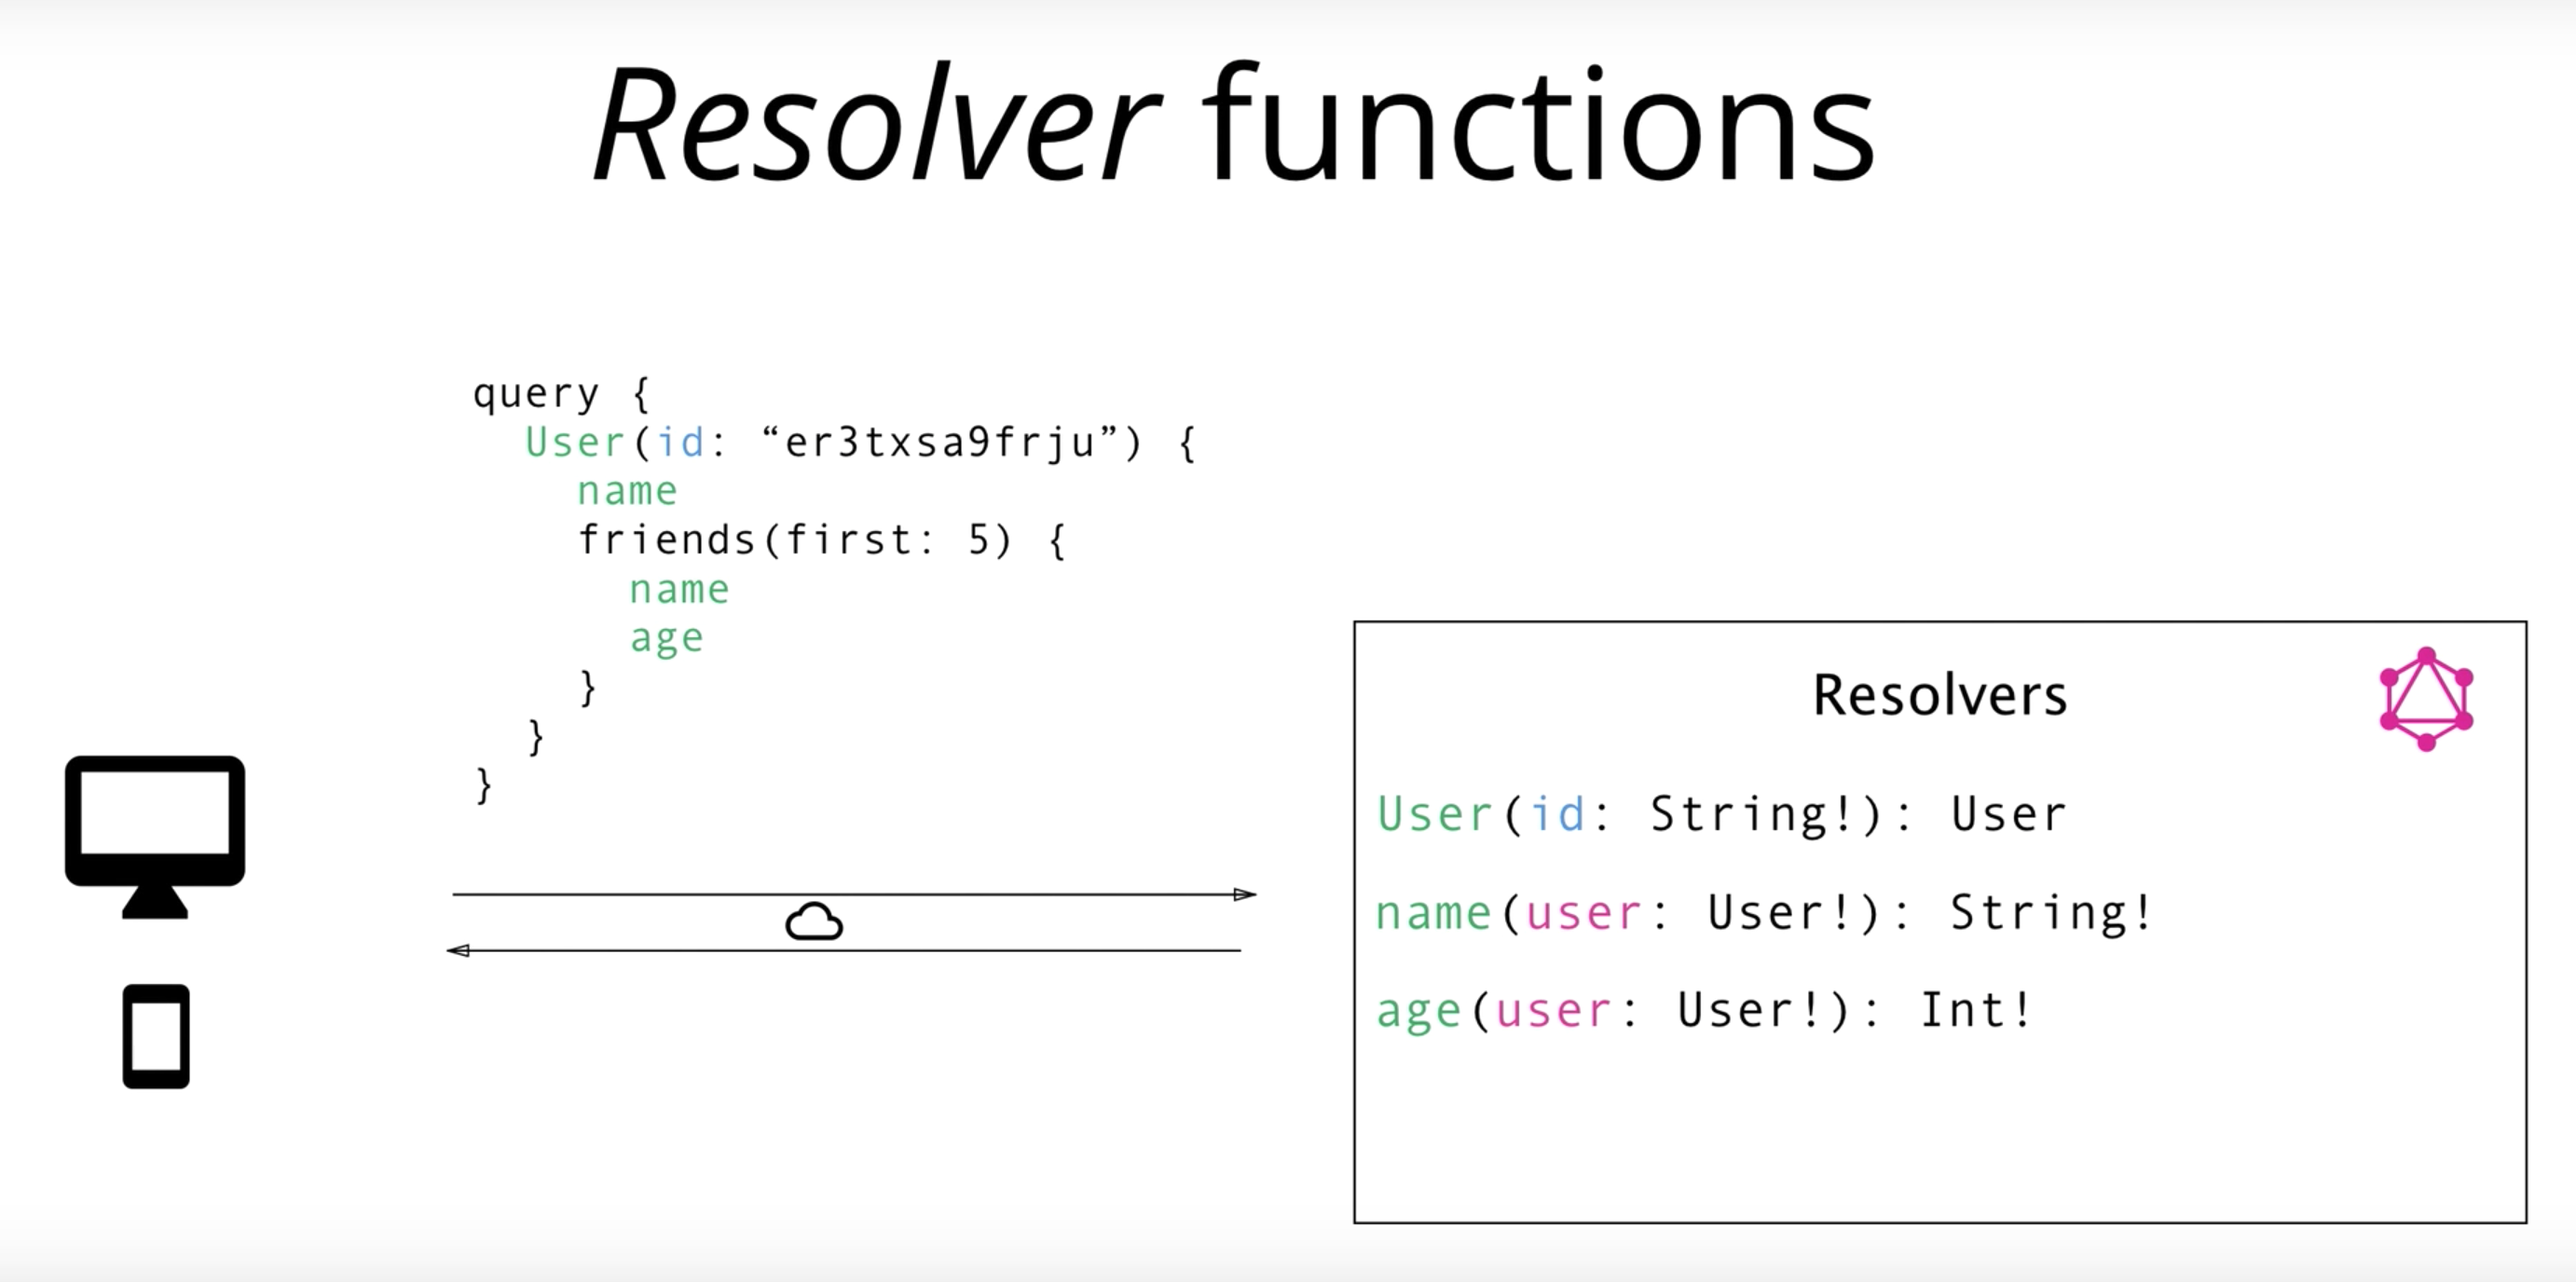 Resolver functions
query {
User(id: “er3txsa9frju”) {
name
friends(first: 5) {
name
age
}
}
}
Resolvers
User(id: String!): User
name(user: User!): String!
age(user: User!): Int!